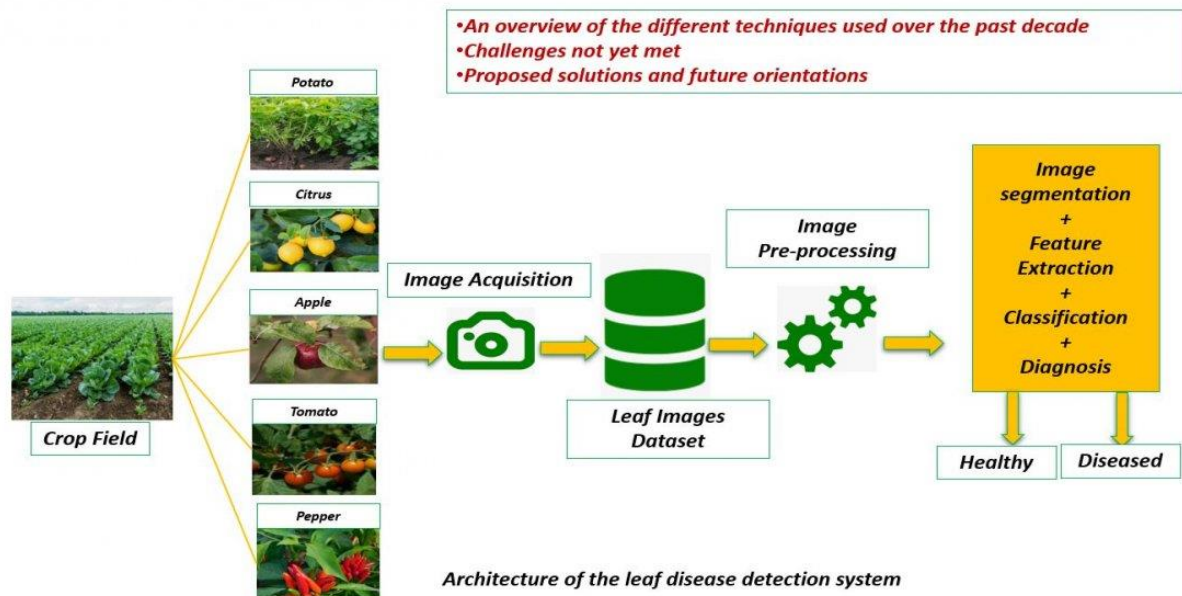 •An overview of the different techniques used over the past decade
•Challenges not yet met
•Proposed solutions and future orientations
Potato
Citrus
Apple
Tomato
Pepper
Crop Field
Image Acquisition
Leaf Images
Dataset
Image
Pre-processing
Image
segmentation
+
Feature
Extraction
+
Classification
+
Diagnosis
Healthy
Diseased
Architecture of the leaf disease detection system